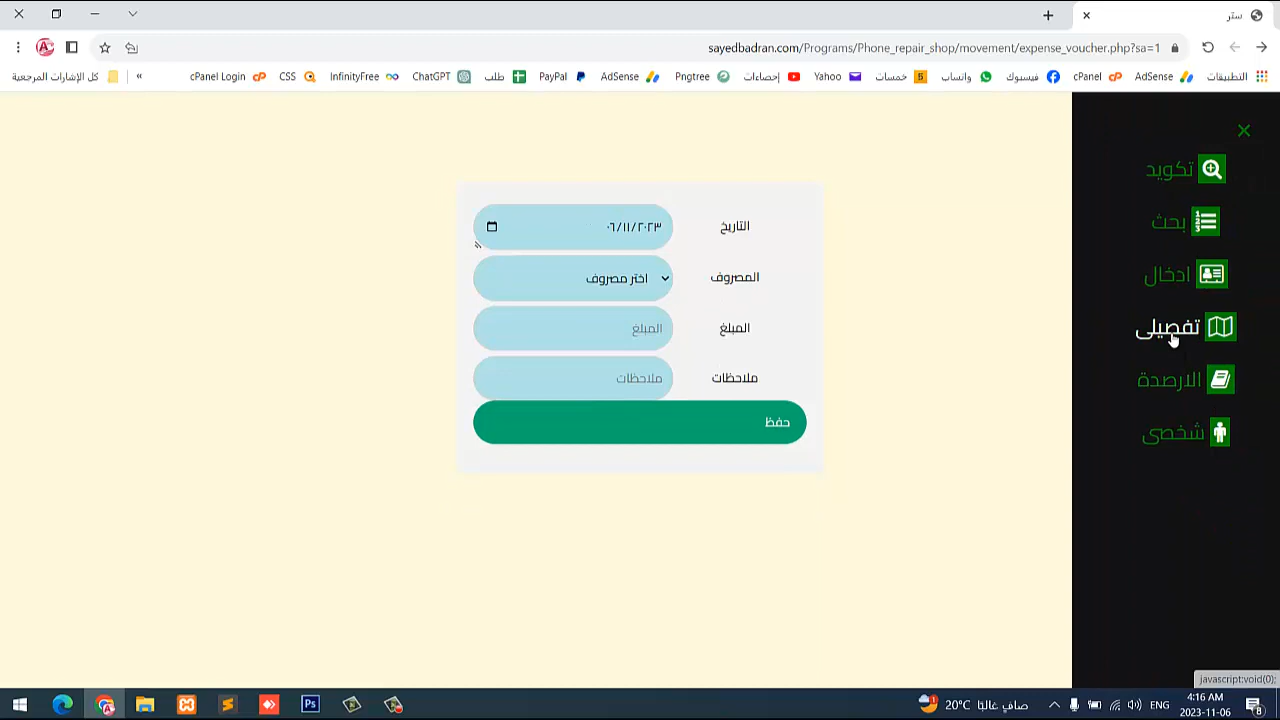 ستر
sayedbadran.com/Programs/Phone_repair_shop/movement/expense_voucher.php?sa=1
التطبيقات AdSense cPanel فيسبوك واتساب خمسات Yahoo إحصاءات Pngtree AdSense PayPal طلب ChatGPT InfinityFree CSS cPanel Login » كل الإشارات المرجعية
تكويد
بحث
ادخال
تفصيلى
الارصدة
شخصى
التاريخ ٠٦/١١/٢٠٢٣
المصروف اختر مصروف
المبلغ المبلغ
ملاحظات ملاحظات
حفظ
javascript:void(0);
20°C صافي غالبًا ENG 4:16 AM
2023-11-06